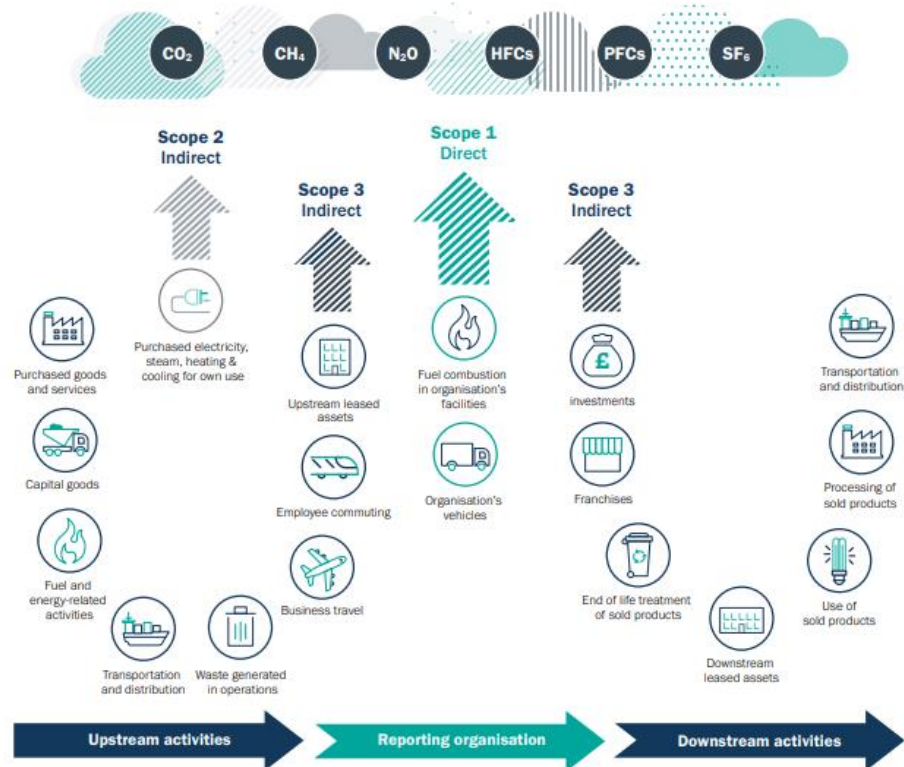 CO₂
CH₄
N₂O
HFCs
PFCs
SF₆
Scope 2
Indirect
Scope 1
Direct
Scope 3
Indirect
Scope 3
Indirect
Purchased goods
and services
Purchased electricity,
steam, heating &
cooling for own use
Upstream leased
assets
Fuel combustion
in organisation's
facilities
£
investments
Transportation
and distribution
Capital goods
Employee commuting
Organisation's
vehicles
Franchises
Processing of
sold products
Fuel and
energy-related
activities
Transportation
and distribution
Waste generated
in operations
Business travel
End of life treatment
of sold products
Downstream
leased assets
Use of
sold products
Upstream activities
Reporting organisation
Downstream activities